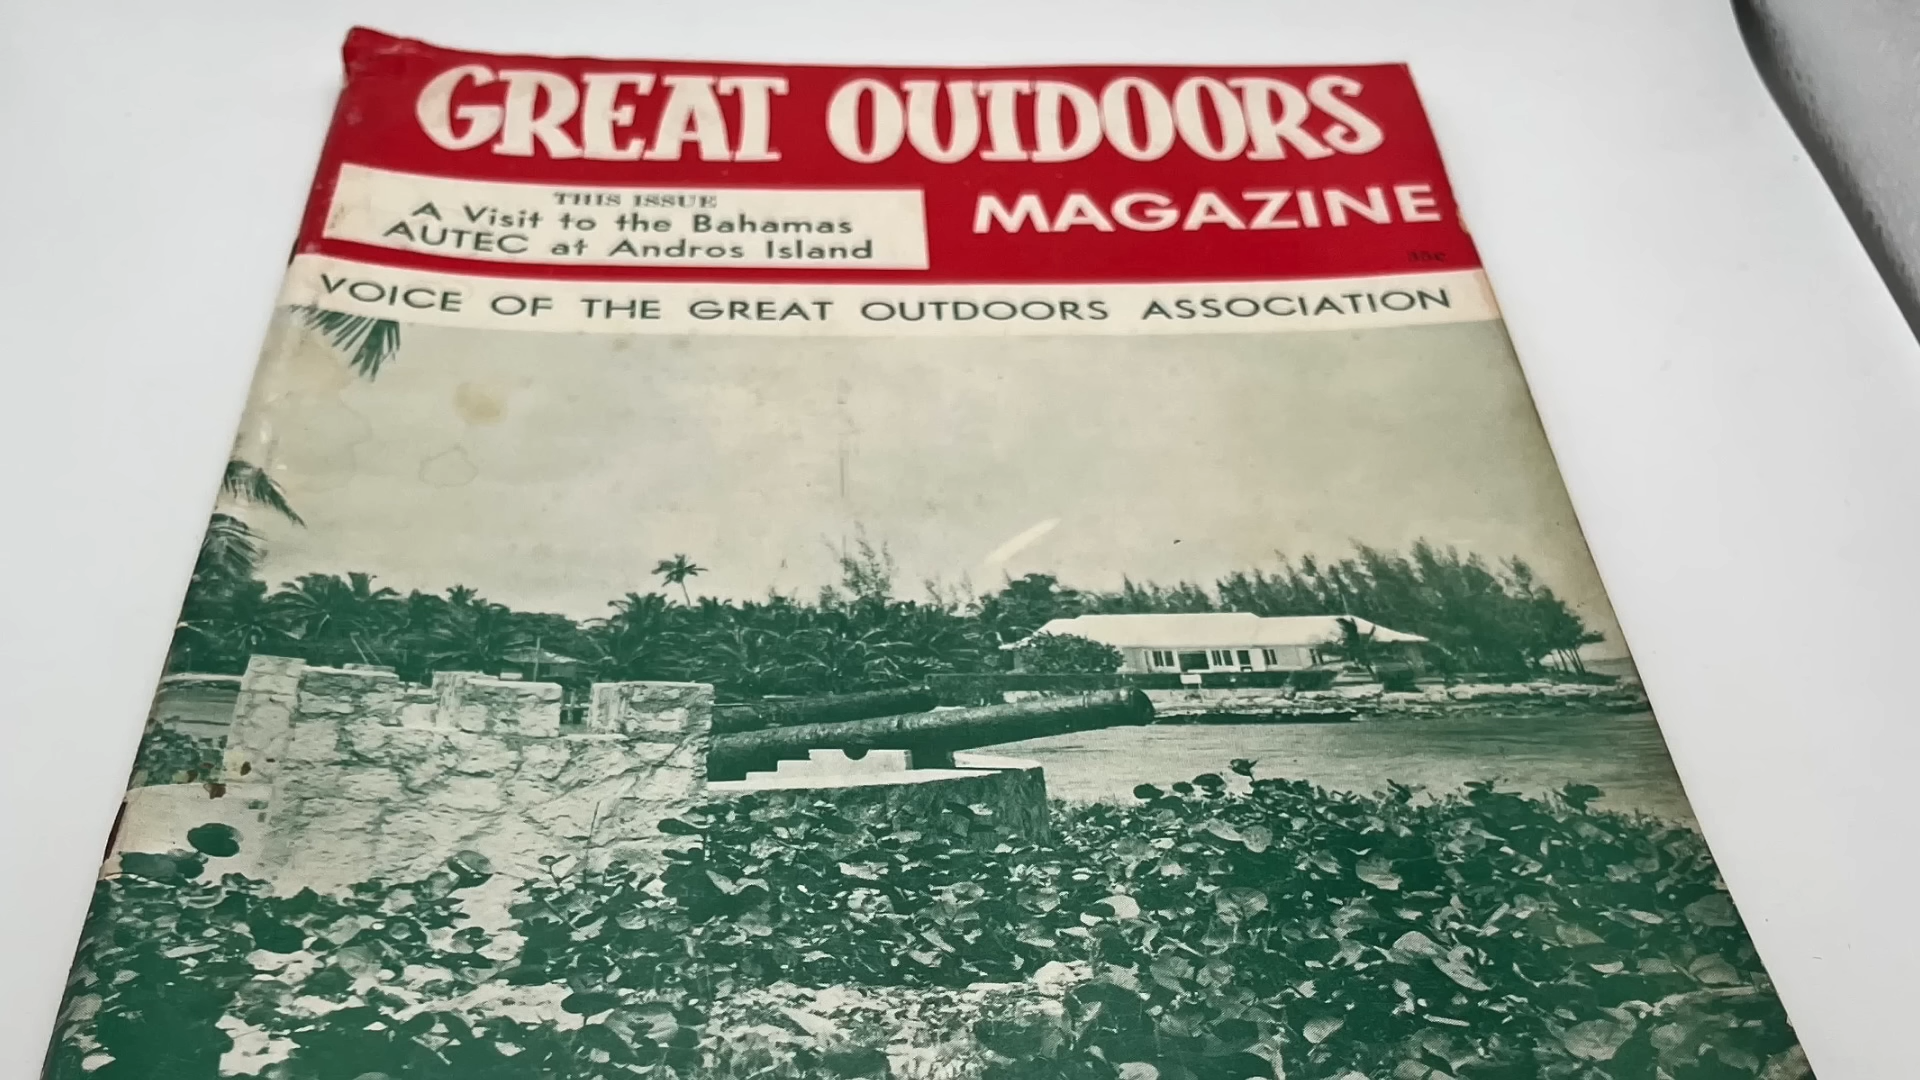 GREAT OUTDOORS
MAGAZINE
THIS ISSUE
A Visit to the Bahamas
AUTEC at Andros Island
VOICE OF THE GREAT OUTDOORS ASSOCIATION